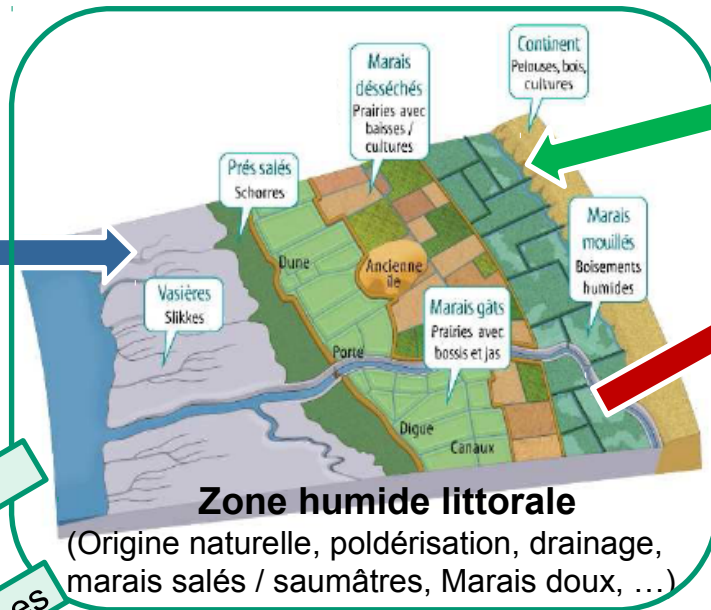 Continent
Pelouses, bois,
cultures
Marais
désséchés
Prairies avec
baisses /
cultures
Prés salés
Schorres
Marais
mouillés
Boisements
humides
Dune
Ancienne
île
Vasières
Slikkes
Marais gâts
Prairies avec
bossis et jas
Porte
Digue
Canaux
Zone humide littorale
(Origine naturelle, poldérisation, drainage,
marais salés / saumâtres, Marais doux, …)
es